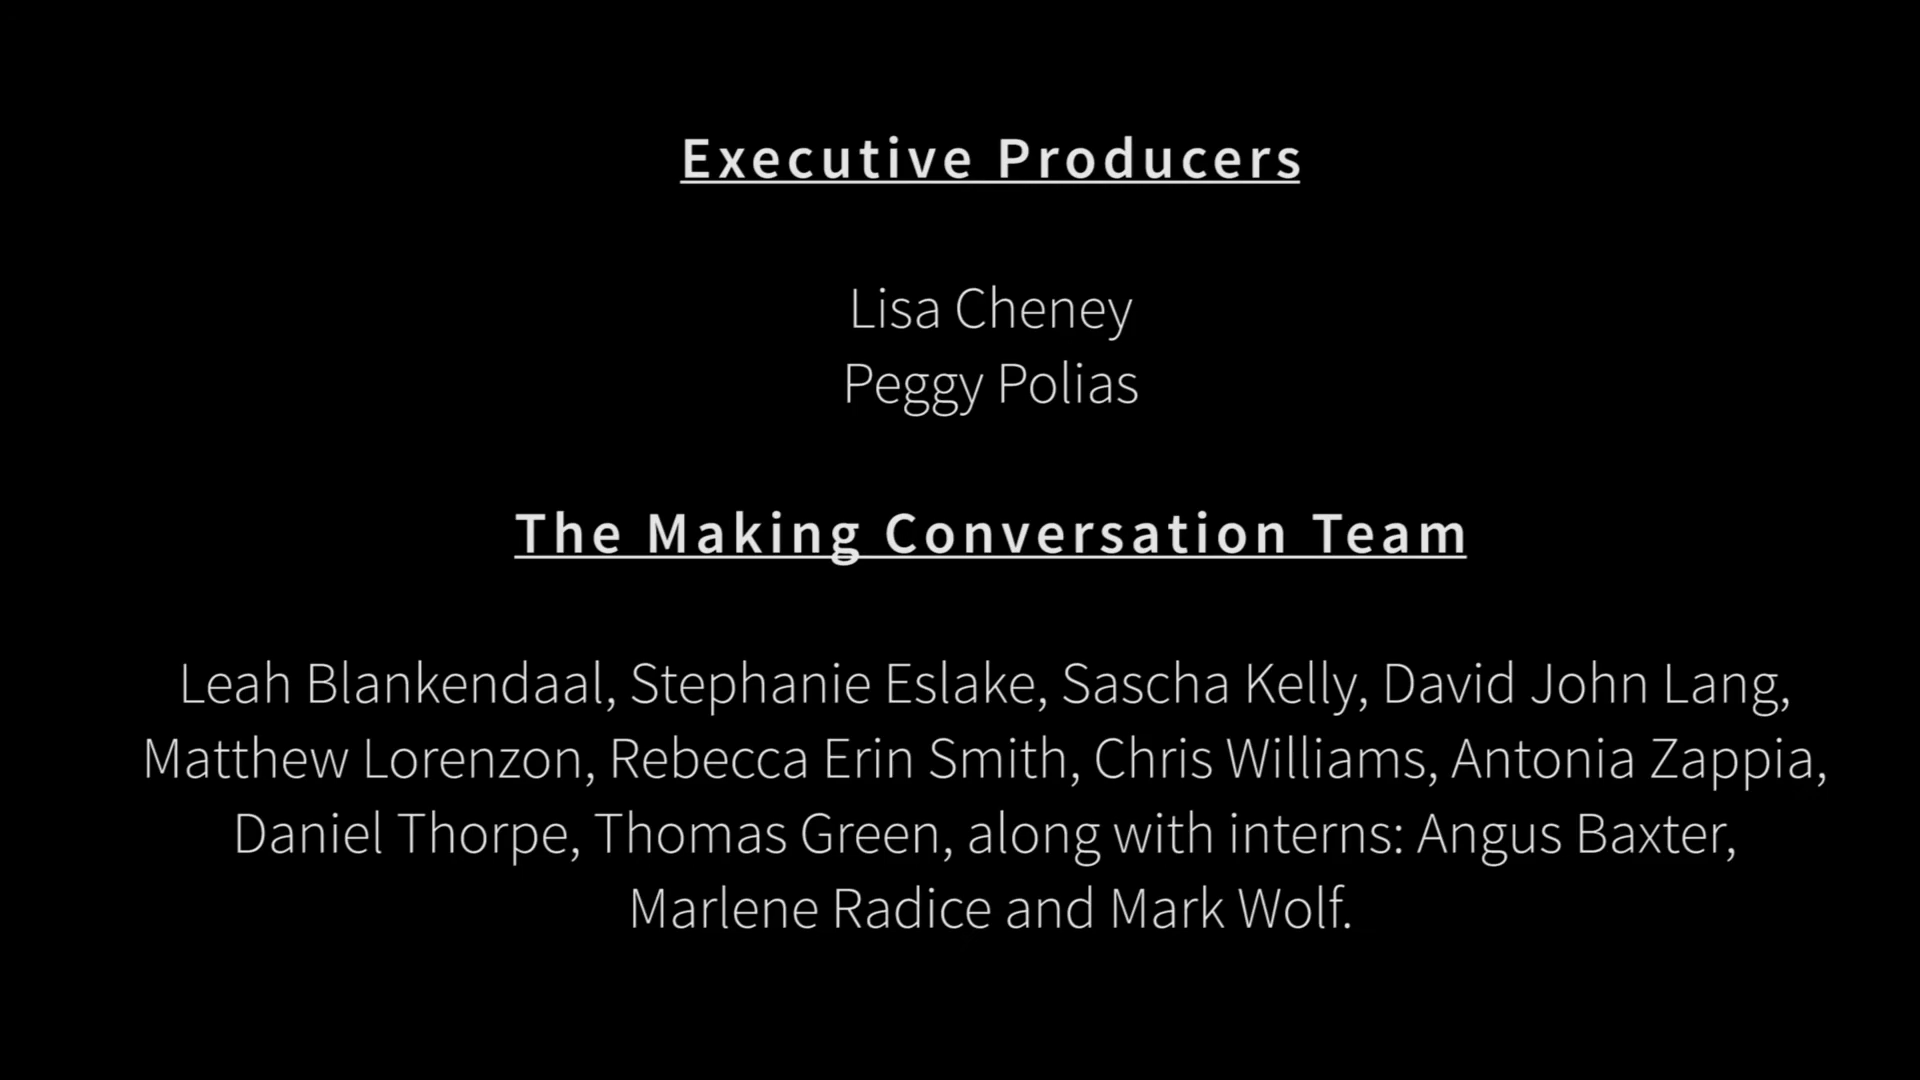 Executive Producers
Lisa Cheney
Peggy Polias
The Making Conversation Team
Leah Blankendaal, Stephanie Eslake, Sascha Kelly, David John Lang,
Matthew Lorenzon, Rebecca Erin Smith, Chris Williams, Antonia Zappia,
Daniel Thorpe, Thomas Green, along with interns: Angus Baxter,
Marlene Radice and Mark Wolf.